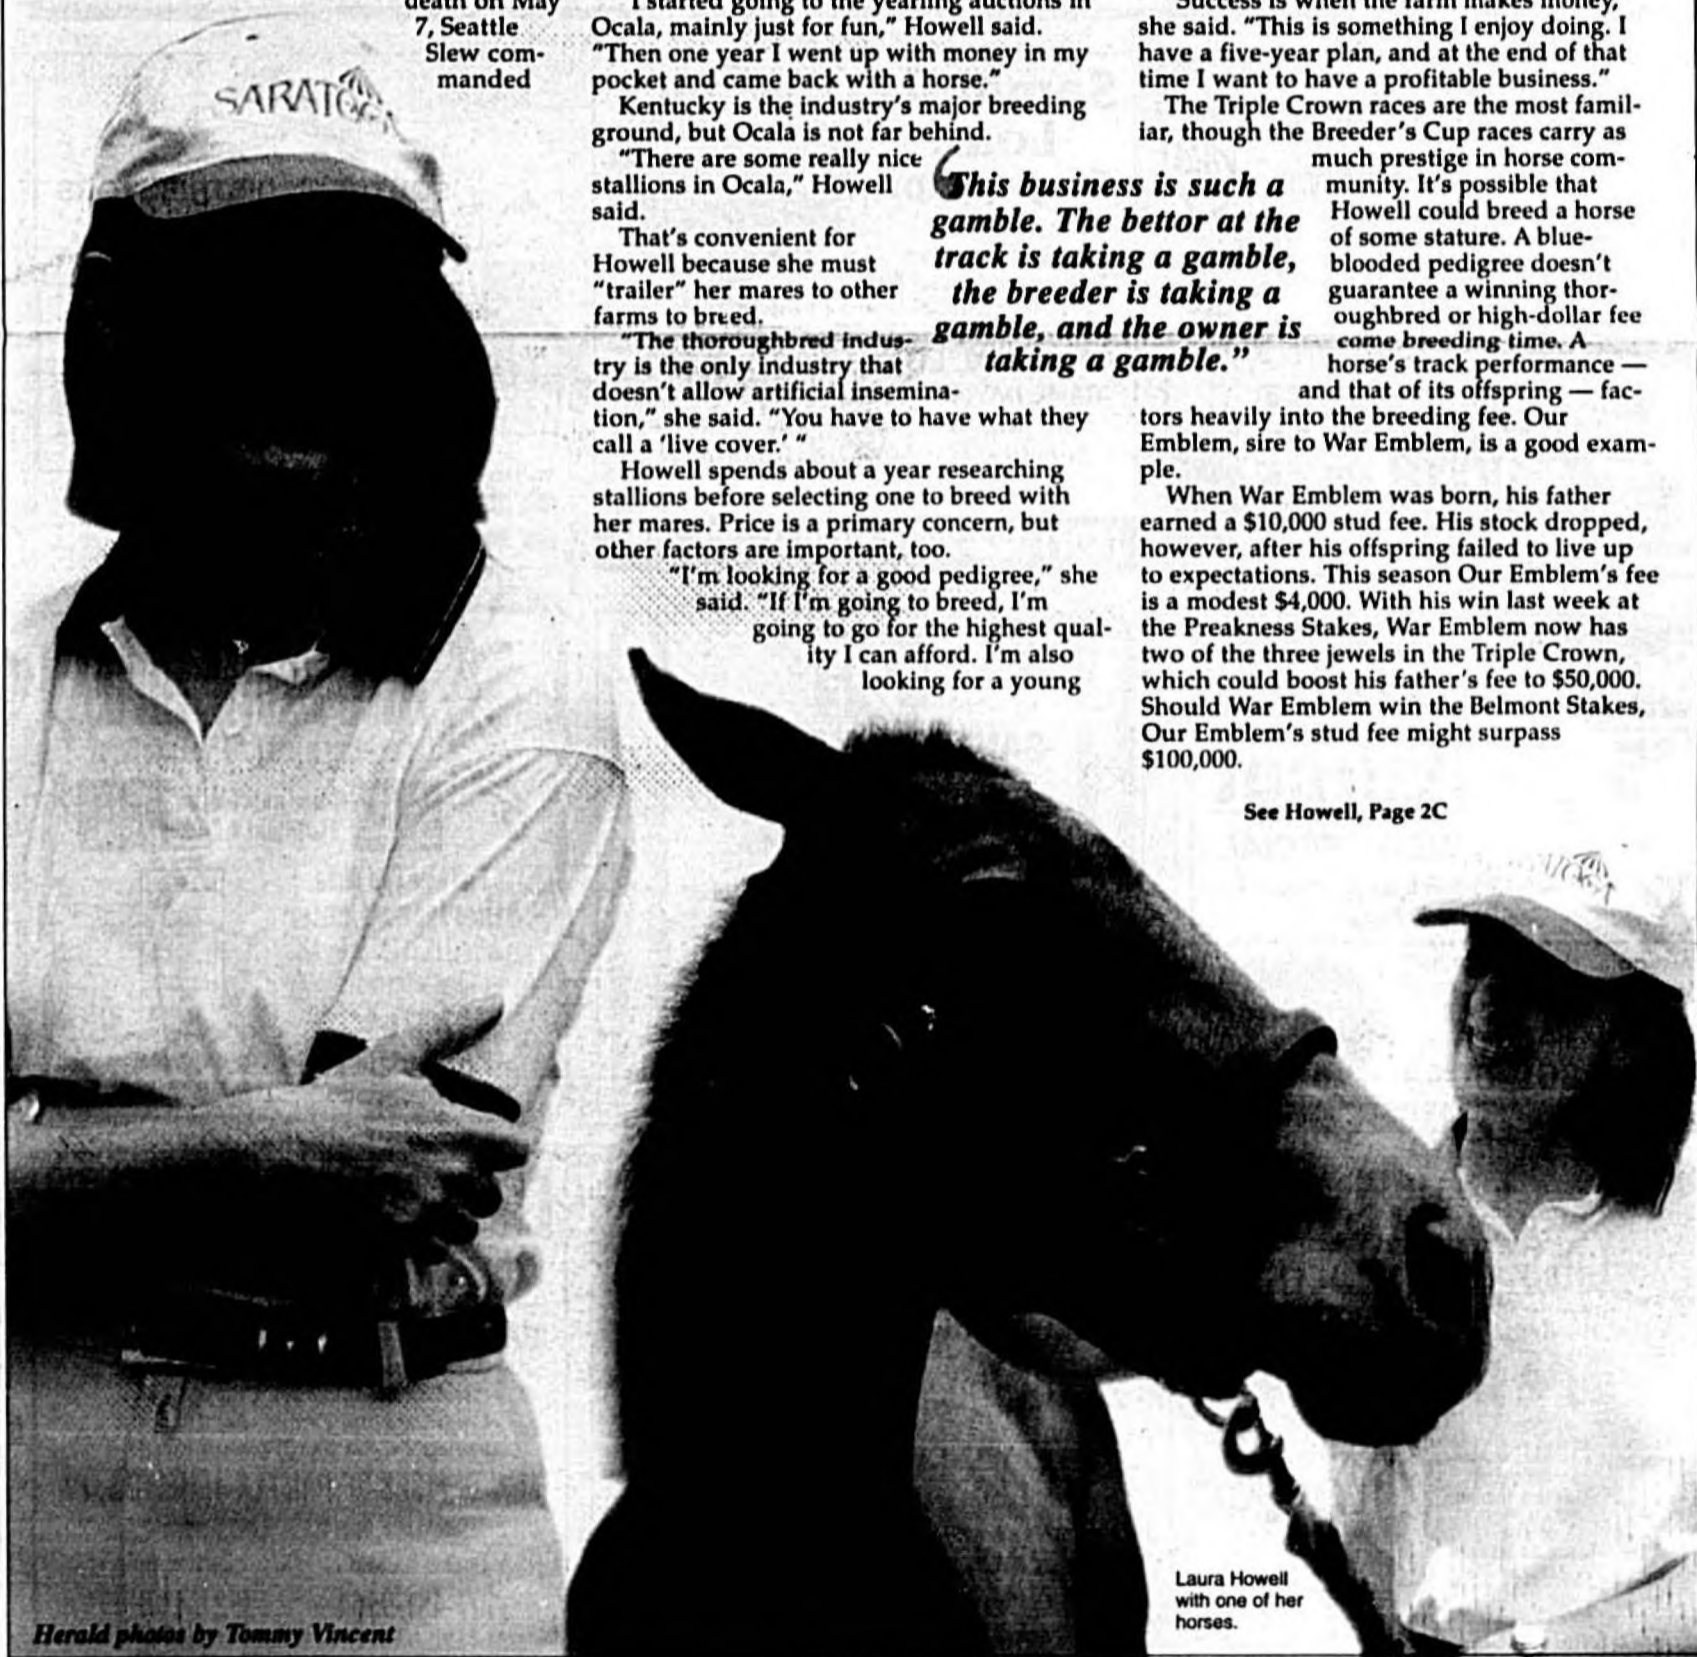 death on May
7, Seattle
Slew com-
manded
"I started going to the yearling auctions in
Ocala, mainly just for fun," Howell said.
"Then one year I went up with money in my
pocket and came back with a horse."
Kentucky is the industry's major breeding
ground, but Ocala is not far behind.
"There are some really nice
stallions in Ocala," Howell
said.
That's convenient for
Howell because she must
"trailer" her mares to other
farms to breed.
"The thoroughbred indus-
try is the only industry that
doesn't allow artificial insemina-
tion," she said. "You have to have what they
call a 'live cover.' "
Howell spends about a year researching
stallions before selecting one to breed with
her mares. Price is a primary concern, but
other factors are important, too.
"I'm looking for a good pedigree," she
said. "If I'm going to breed, I'm
going to go for the highest qual-
ity I can afford. I'm also
looking for a young
‘This business is such a
gamble. The bettor at the
track is taking a gamble,
the breeder is taking a
gamble, and the owner is
taking a gamble.”
"Success is when the farm makes money,"
she said. "This is something I enjoy doing. I
have a five-year plan, and at the end of that
time I want to have a profitable business."
The Triple Crown races are the most famil-
iar, though the Breeder's Cup races carry as
much prestige in horse com-
munity. It's possible that
Howell could breed a horse
of some stature. A blue-
blooded pedigree doesn't
guarantee a winning thor-
oughbred or high-dollar fee
come breeding time. A
horse's track performance —
and that of its offspring — fac-
tors heavily into the breeding fee. Our
Emblem, sire to War Emblem, is a good exam-
ple.
When War Emblem was born, his father
earned a $10,000 stud fee. His stock dropped,
however, after his offspring failed to live up
to expectations. This season Our Emblem's fee
is a modest $4,000. With his win last week at
the Preakness Stakes, War Emblem now has
two of the three jewels in the Triple Crown,
which could boost his father's fee to $50,000.
Should War Emblem win the Belmont Stakes,
Our Emblem's stud fee might surpass
$100,000.
See Howell, Page 2C
SARATOGA
Laura Howell
with one of her
horses.
Herald photos by Tommy Vincent